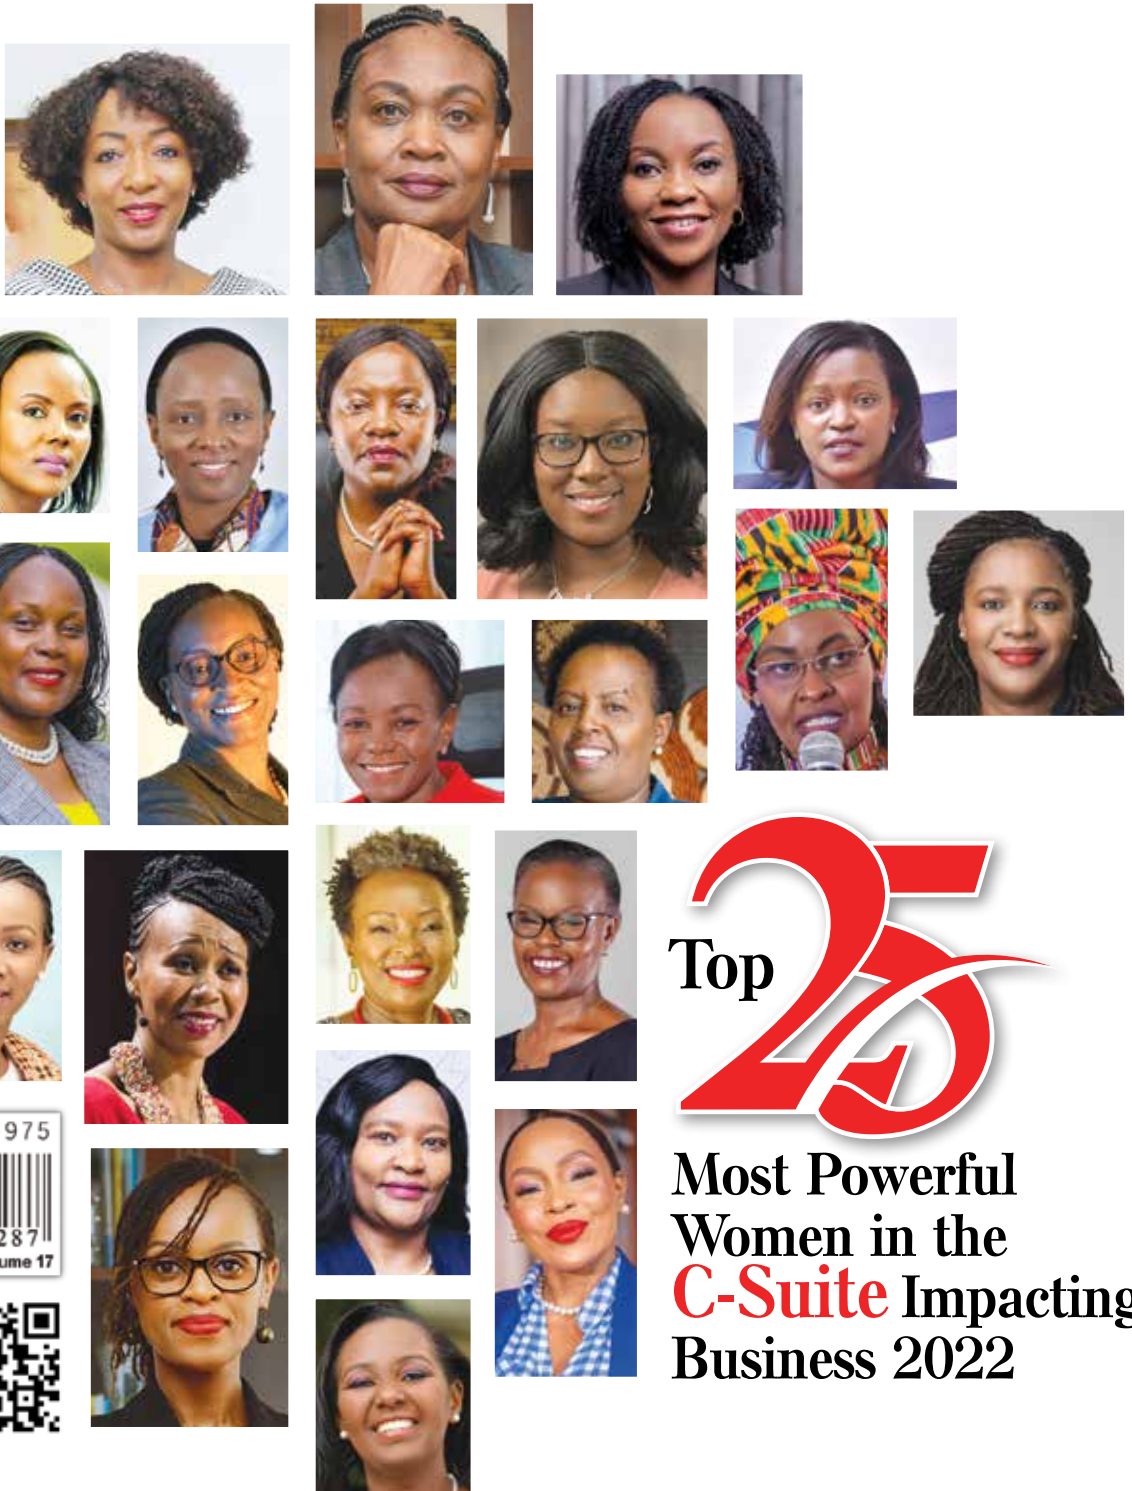 Top 25
Most Powerful
Women in the
C-Suite Impacting
Business 2022
975
287
ume 17